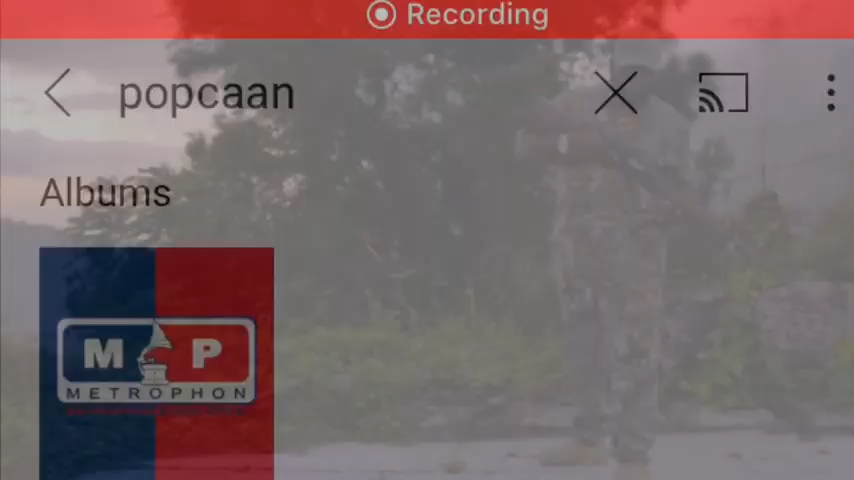 Recording
popcaan
Albums
M P
METROPHON